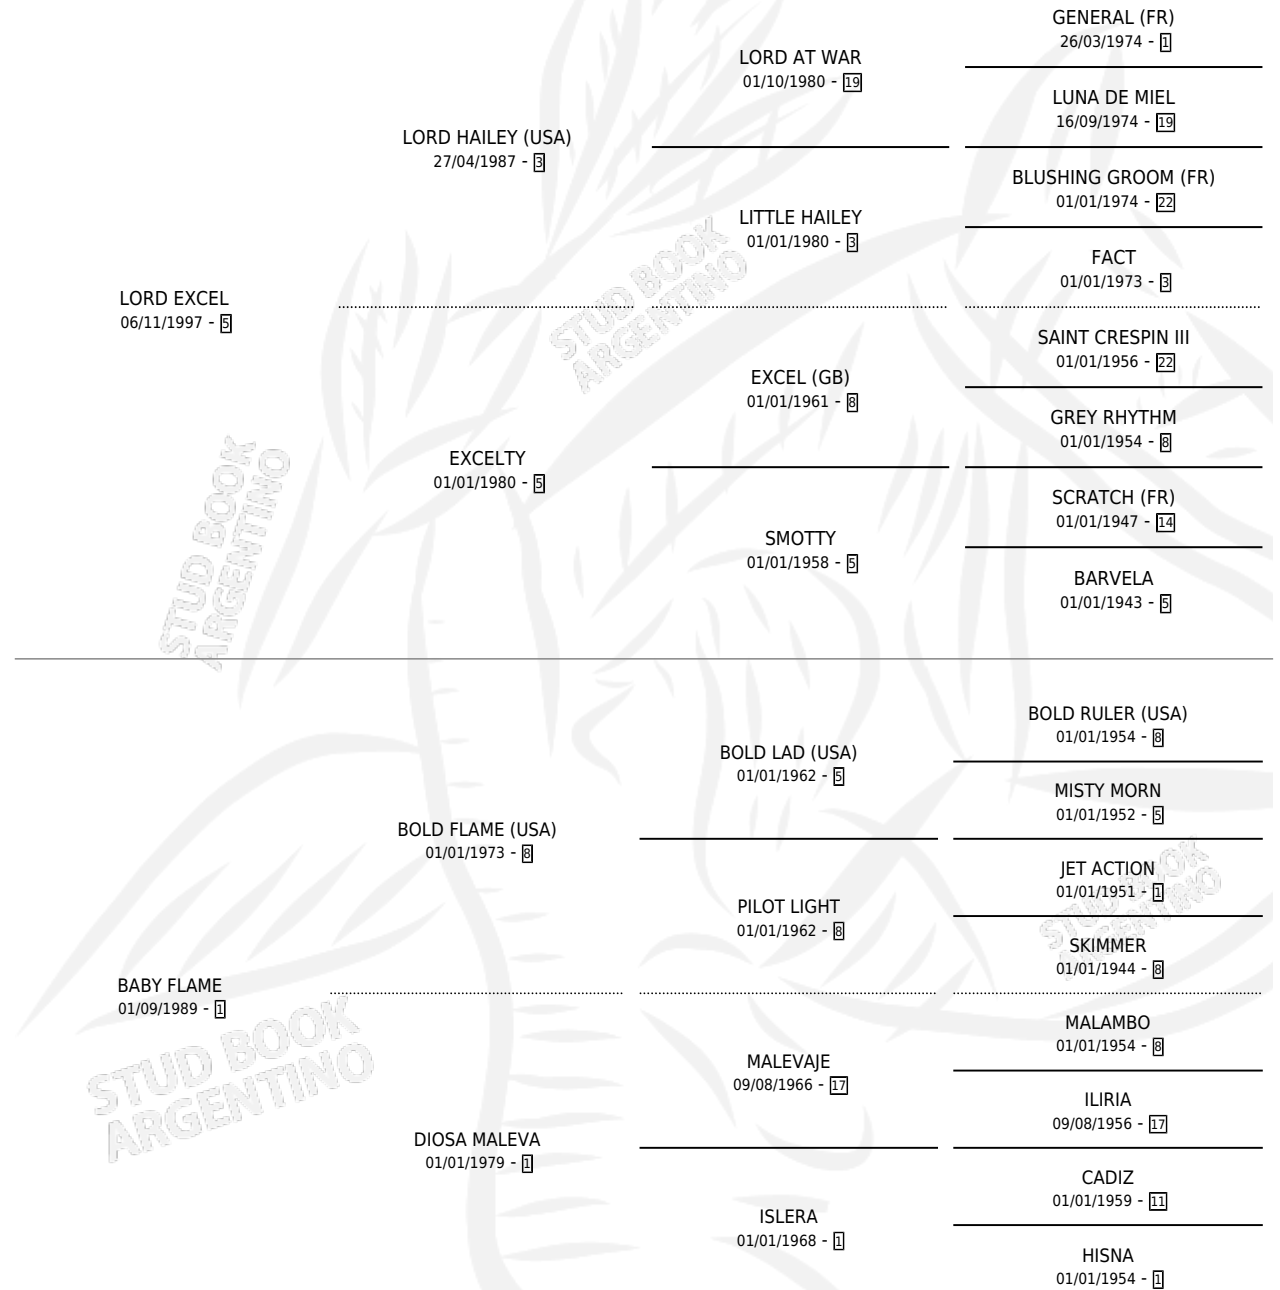 GENERAL (FR)
26/03/1974 - 1
LORD AT WAR
01/10/1980 - 19
LUNA DE MIEL
16/09/1974 - 19
LORD HAILEY (USA)
27/04/1987 - 3
BLUSHING GROOM (FR)
01/01/1974 - 22
LITTLE HAILEY
01/01/1980 - 3
FACT
01/01/1973 - 3
LORD EXCEL
06/11/1997 - 5
SAINT CRESPIN III
01/01/1956 - 22
EXCEL (GB)
01/01/1961 - 8
GREY RHYTHM
01/01/1954 - 8
EXCELTY
01/01/1980 - 5
SCRATCH (FR)
01/01/1947 - 14
SMOTTY
01/01/1958 - 5
BARVELA
01/01/1943 - 5
STUD BOOK
ARGENTINO
STUD BOOK
ARGENTINO
BOLD RULER (USA)
01/01/1954 - 8
BOLD LAD (USA)
01/01/1962 - 5
MISTY MORN
01/01/1952 - 5
BOLD FLAME (USA)
01/01/1973 - 8
JET ACTION
01/01/1951 - 1
PILOT LIGHT
01/01/1962 - 8
SKIMMER
01/01/1944 - 8
BABY FLAME
01/09/1989 - 1
MALAMBO
01/01/1954 - 8
MALEVAJE
09/08/1966 - 17
ILIRIA
09/08/1956 - 17
DIOSA MALEVA
01/01/1979 - 1
CADIZ
01/01/1959 - 11
ISLERA
01/01/1968 - 1
HISNA
01/01/1954 - 1
STUD BOOK
ARGENTINO
STUD BOOK
ARGENTINO